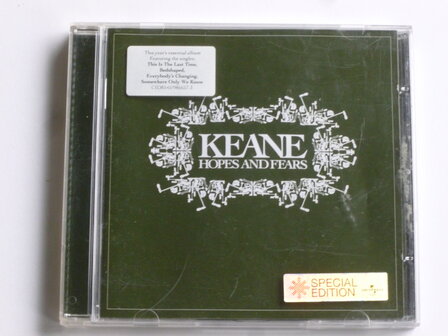 This year's essential album
Featuring the singles:
This Is The Last Time,
Bedshaped,
Everybody's Changing,
Somewhere Only We Know
KEANE
HOPES AND FEARS
SPECIAL
EDITION